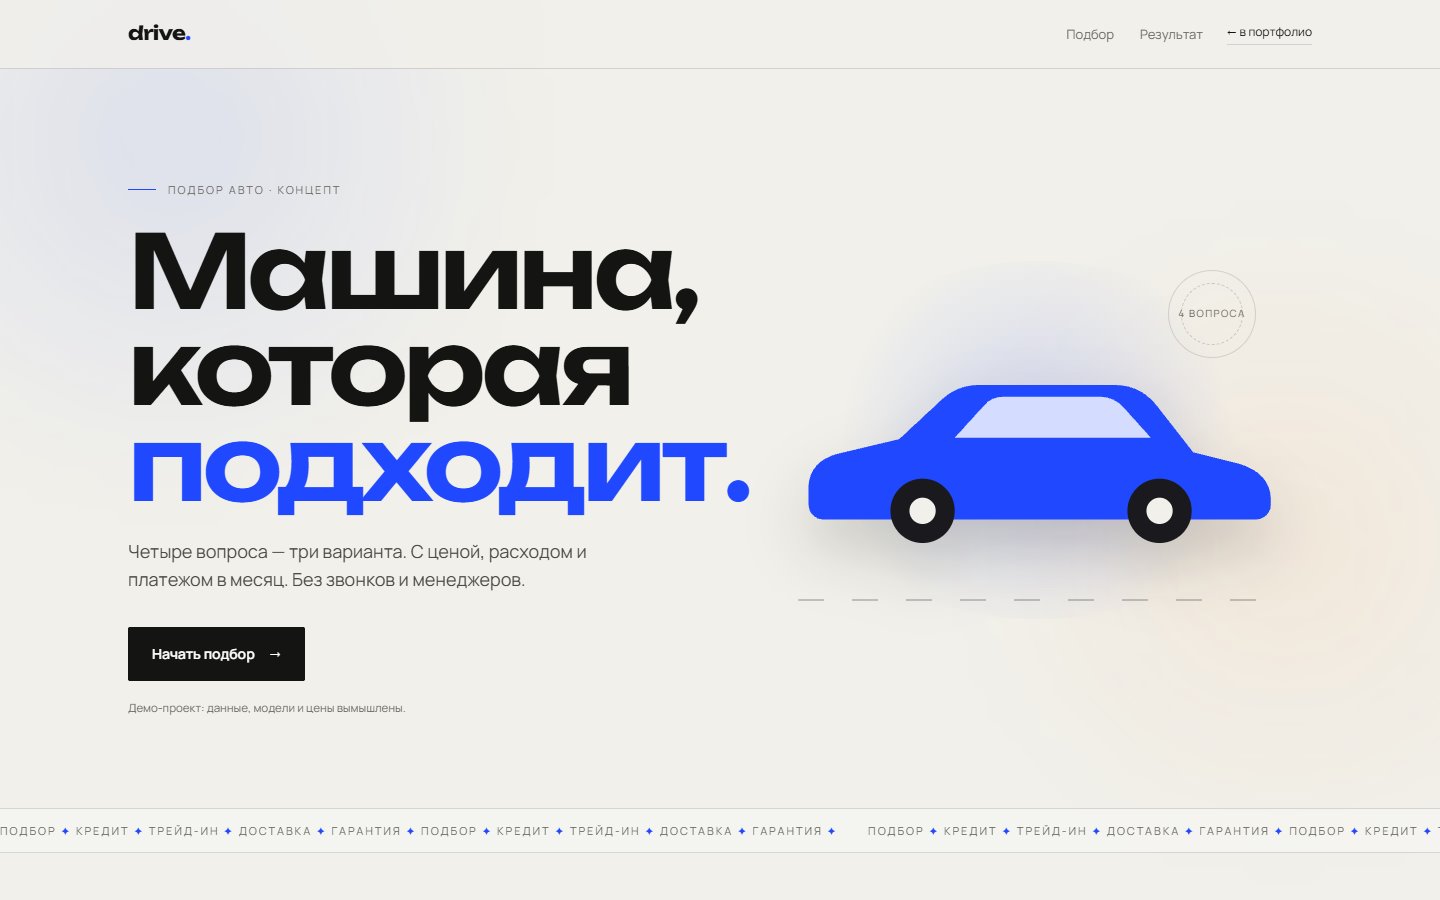 drive.
Подбор Результат ← в портфолио
ПОДБОР АВТО · КОНЦЕПТ
Машина,
которая
подходит.
4 ВОПРОСА
Четыре вопроса — три варианта. С ценой, расходом и
платежом в месяц. Без звонков и менеджеров.
Начать подбор →
Демо-проект: данные, модели и цены вымышлены.
ПОДБОР ✦ КРЕДИТ ✦ ТРЕЙД-ИН ✦ ДОСТАВКА ✦ ГАРАНТИЯ ✦ ПОДБОР ✦ КРЕДИТ ✦ ТРЕЙД-ИН ✦ ДОСТАВКА ✦ ГАРАНТИЯ ✦ ПОДБОР ✦ КРЕДИТ ✦ ТРЕЙД-ИН ✦ ДОСТАВКА ✦ ГАРАНТИЯ ✦ ПОДБОР ✦ КРЕДИТ ✦